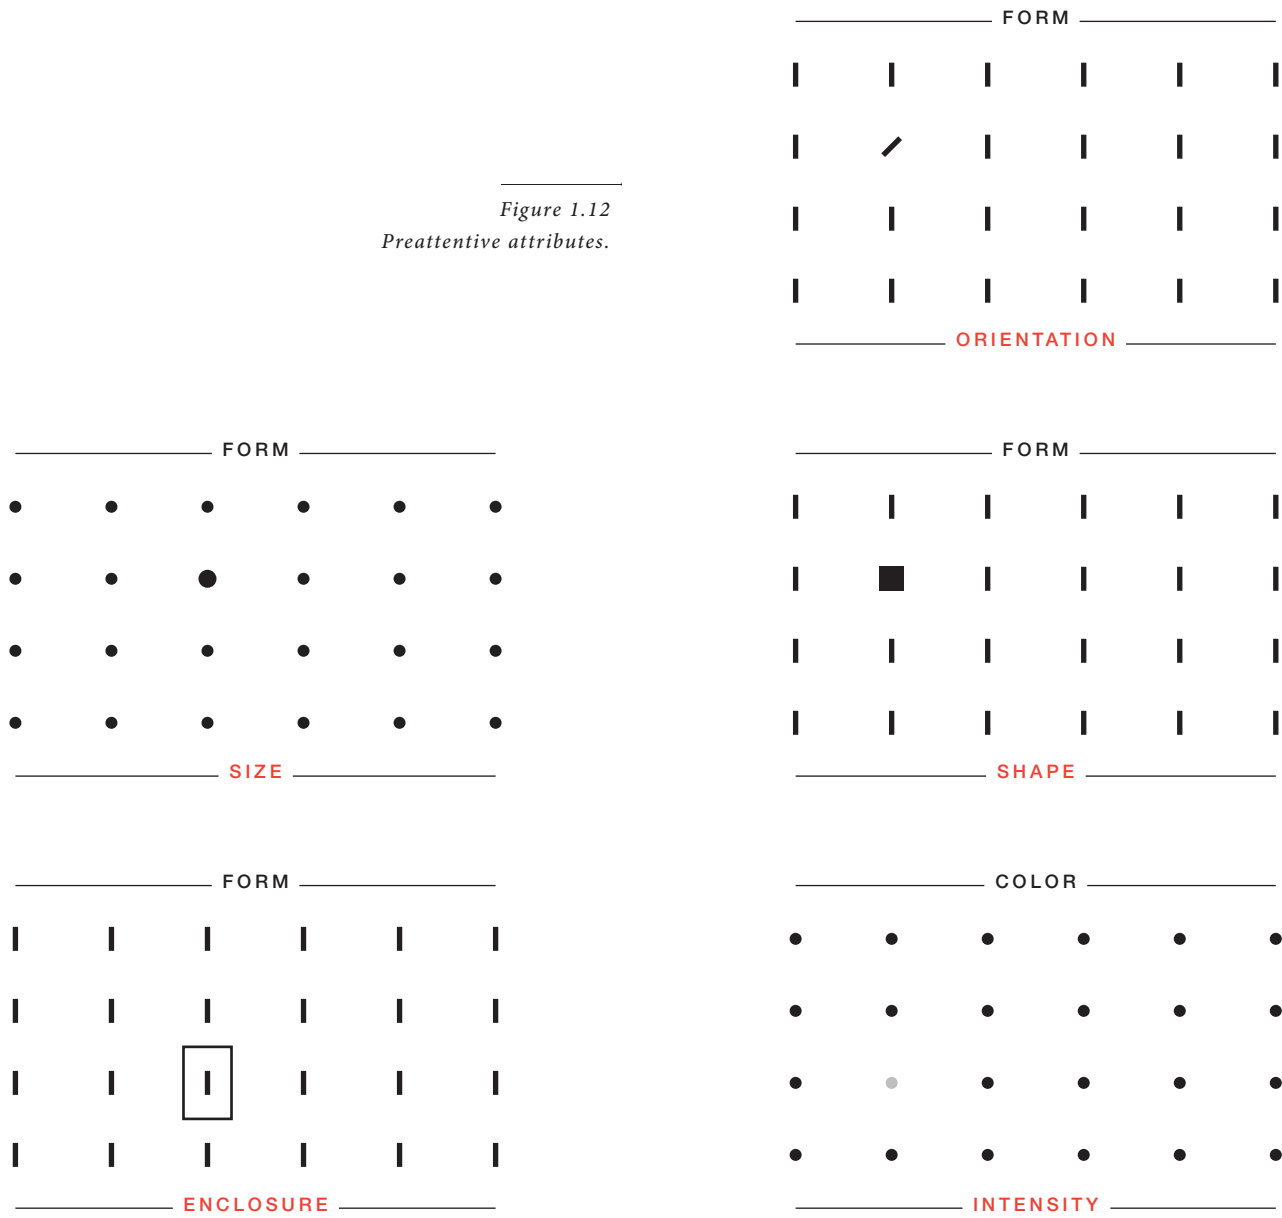 FORM
Figure 1.12
Preattentive attributes.
ORIENTATION
FORM
FORM
SIZE
SHAPE
FORM
COLOR
ENCLOSURE
INTENSITY